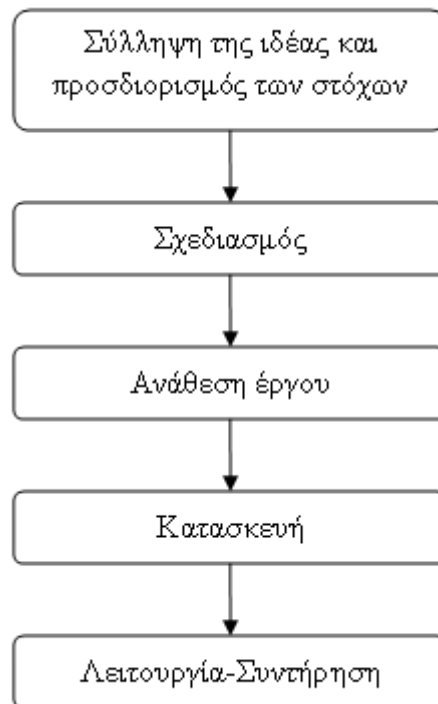 Σύλληψη της ιδέας και
προσδιορισμός των στόχων
Σχεδιασμός
Ανάθεση έργου
Κατασκευή
Λειτουργία-Συντήρηση